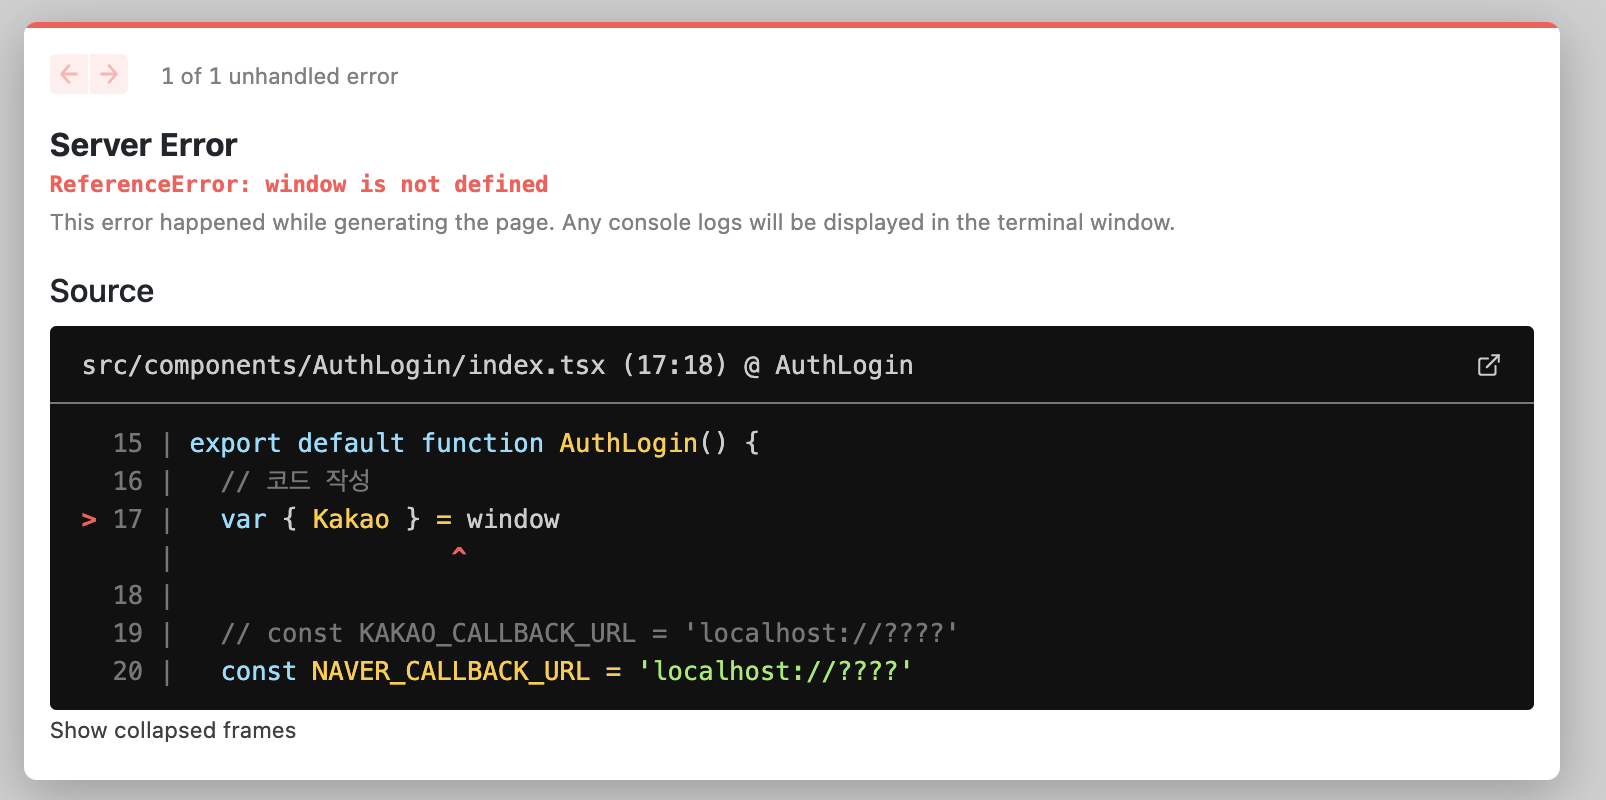 1 of 1 unhandled error
Server Error
ReferenceError: window is not defined
This error happened while generating the page. Any console logs will be displayed in the terminal window.
Source
src/components/AuthLogin/index.tsx (17:18) @ AuthLogin
15 | export default function AuthLogin() {
16 |   // 코드 작성
> 17 |   var { Kakao } = window
|                  ^
18 |
19 |   // const KAKAO_CALLBACK_URL = 'localhost://????'
20 |   const NAVER_CALLBACK_URL = 'localhost://????'
Show collapsed frames